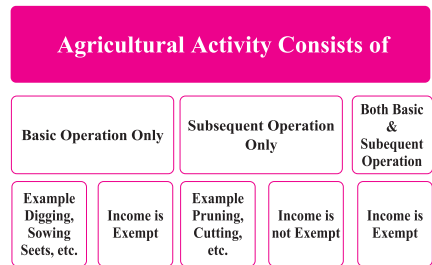 Agricultural Activity Consists of
Basic Operation Only
Subsequent Operation
Only
Both Basic
&
Subequent
Operation
Example
Digging,
Sowing
Seets, etc.
Income is
Exempt
Example
Pruning,
Cutting,
etc.
Income is
not Exempt
Income is
Exempt